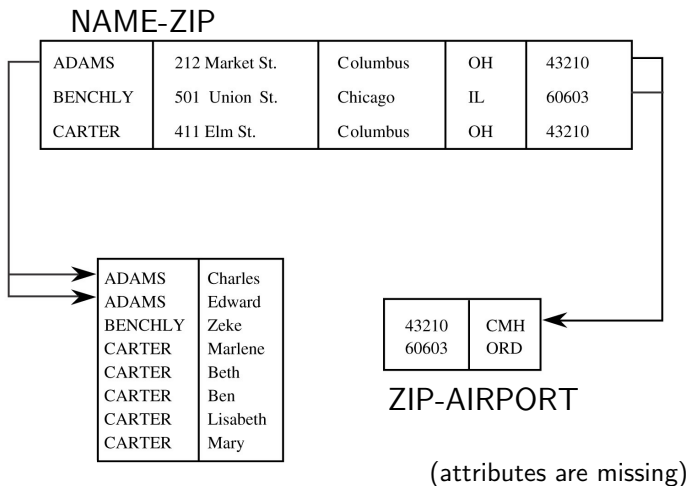 NAME-ZIP
ADAMS 212 Market St. Columbus OH 43210
BENCHLY 501 Union St. Chicago IL 60603
CARTER 411 Elm St. Columbus OH 43210
ADAMS Charles
ADAMS Edward
BENCHLY Zeke
CARTER Marlene
CARTER Beth
CARTER Ben
CARTER Lisabeth
CARTER Mary
43210 CMH
60603 ORD
ZIP-AIRPORT
(attributes are missing)